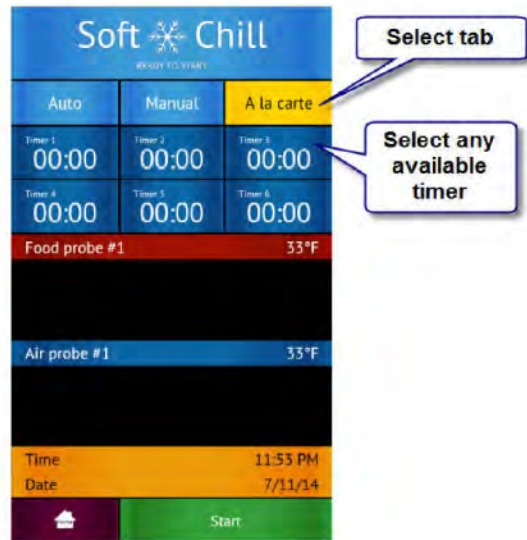 Soft Chill
READY TO START
Select tab
Auto Manual A la carte
Timer 1 Timer 2 Timer 3
00:00 00:00 00:00
Select any
available
timer
Timer 4 Timer 5 Timer 6
00:00 00:00 00:00
Food probe #1 33°F
Air probe #1 33°F
Time 11:53 PM
Date 7/11/14
Start